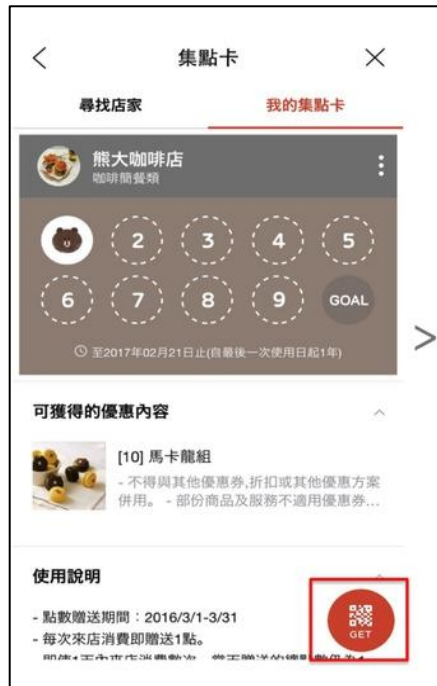 集點卡
尋找店家 我的集點卡
熊大咖啡店
咖啡簡餐類
2 3 4 5
6 7 8 9 GOAL
至2017年02月21日止(自最後一次使用日起1年)
可獲得的優惠內容
[10] 馬卡龍組
- 不得與其他優惠券,折扣或其他優惠方案
併用。 - 部份商品及服務不適用優惠券...
使用說明
- 點數贈送期間：2016/3/1-3/31
GET
- 每次來店消費即贈送1點。